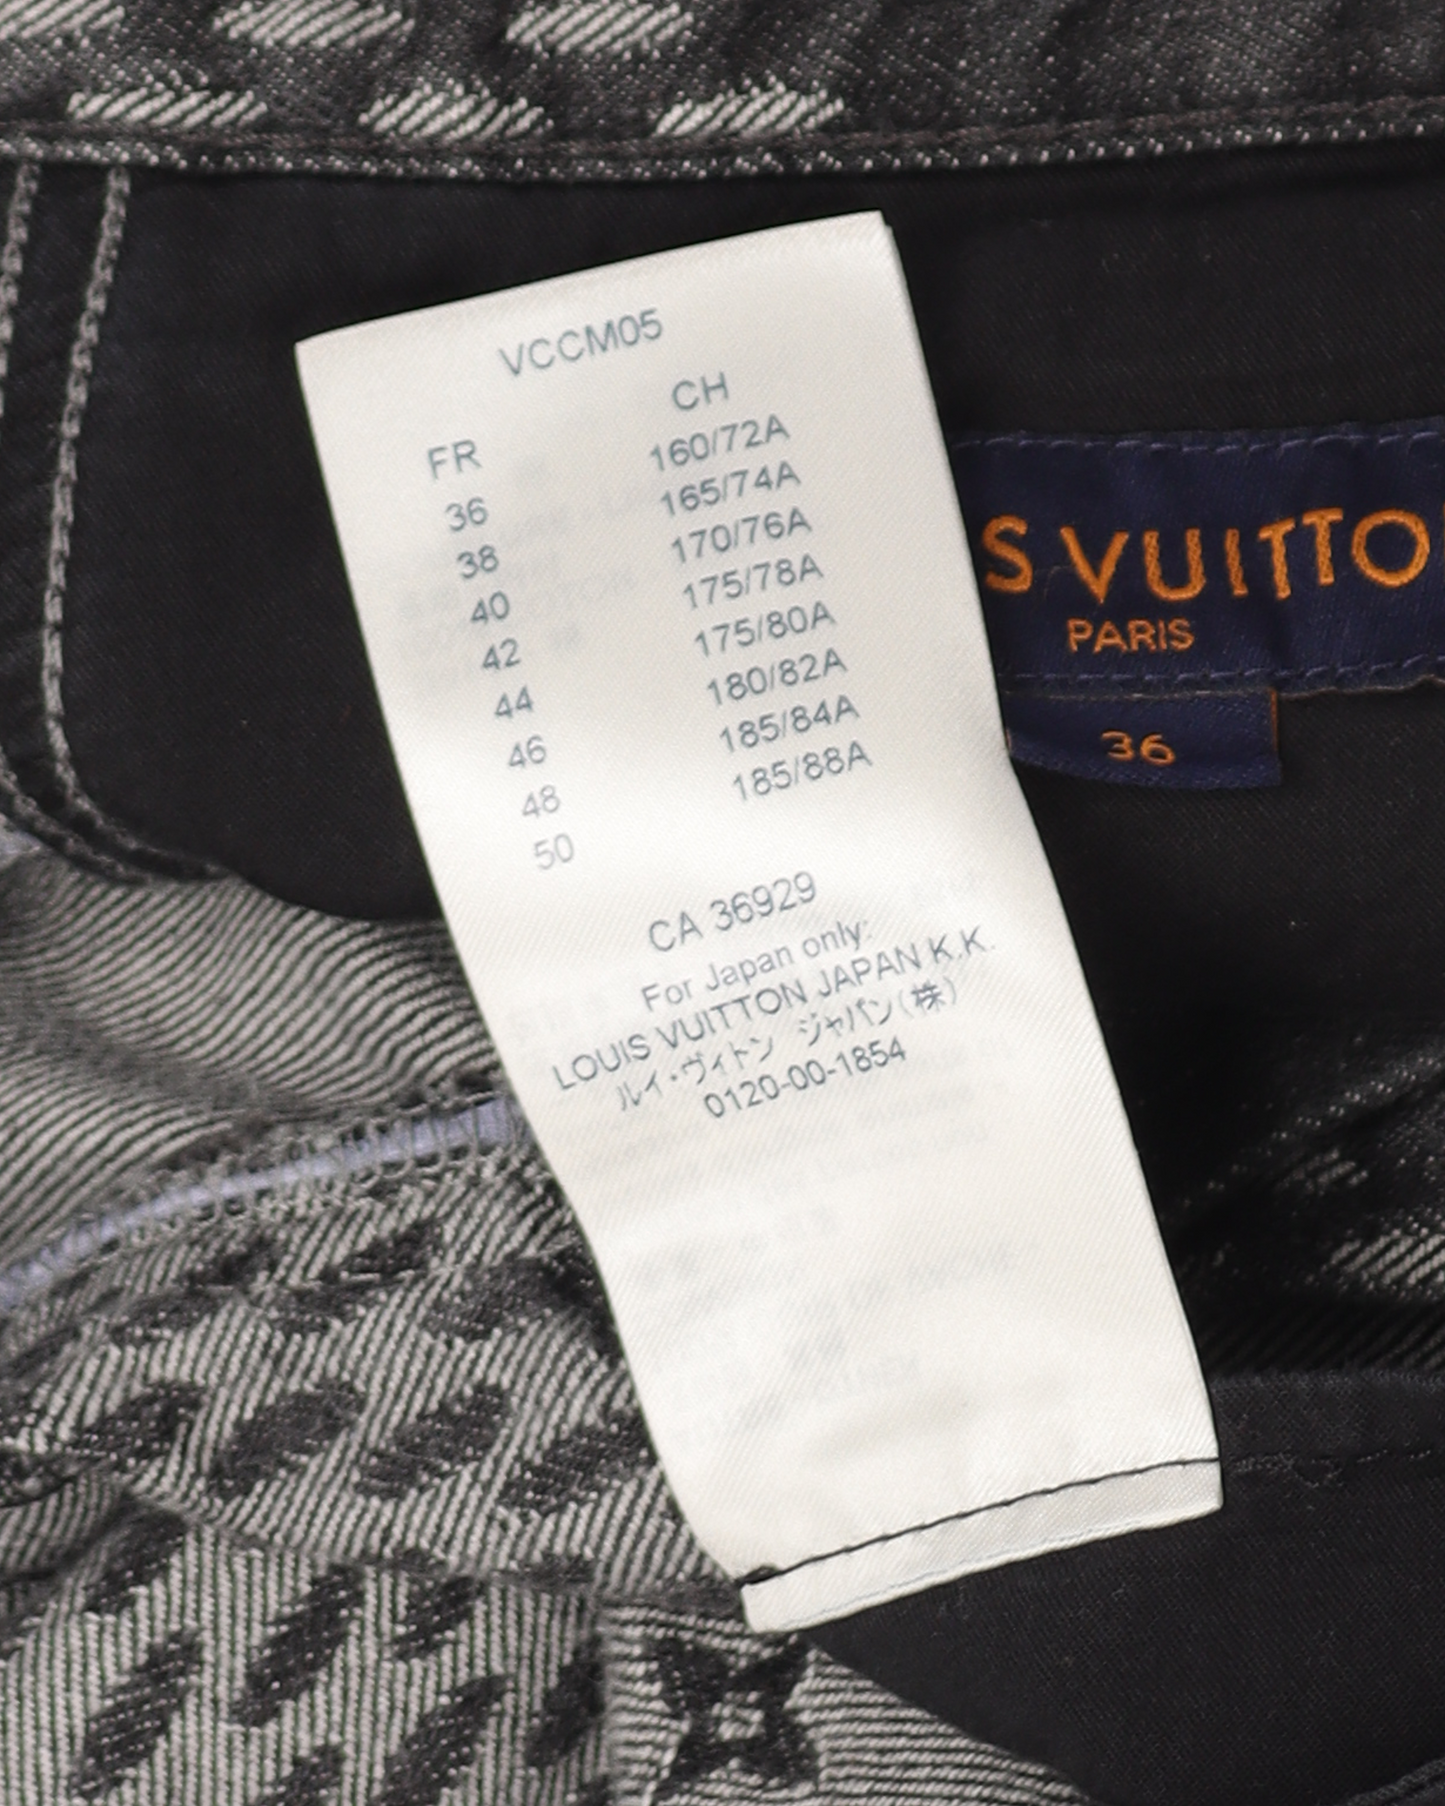 VCCM05
FR CH
36 160/72A
38 165/74A
40 170/76A
42 175/78A
44 175/80A
46 180/82A
48 185/84A
50 185/88A
CA 36929
For Japan only:
LOUIS VUITTON JAPAN K.K.
ルイ・ヴィトン ジャパン(株)
0120-00-1854
S VUITTO
PARIS
36